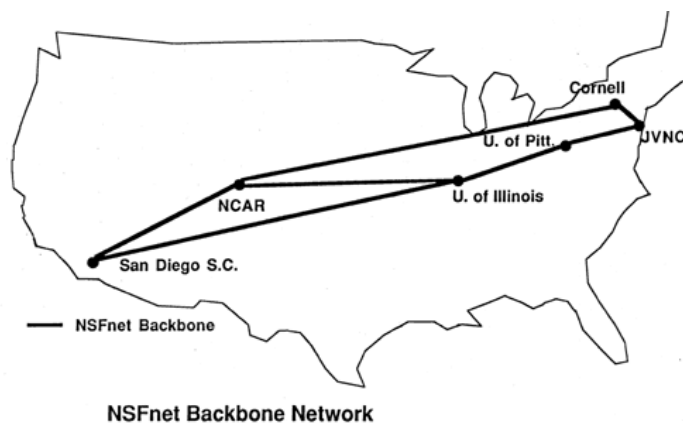 Cornell
U. of Pitt.
JVNC
NCAR
U. of Illinois
San Diego S.C.
NSFnet Backbone
NSFnet Backbone Network